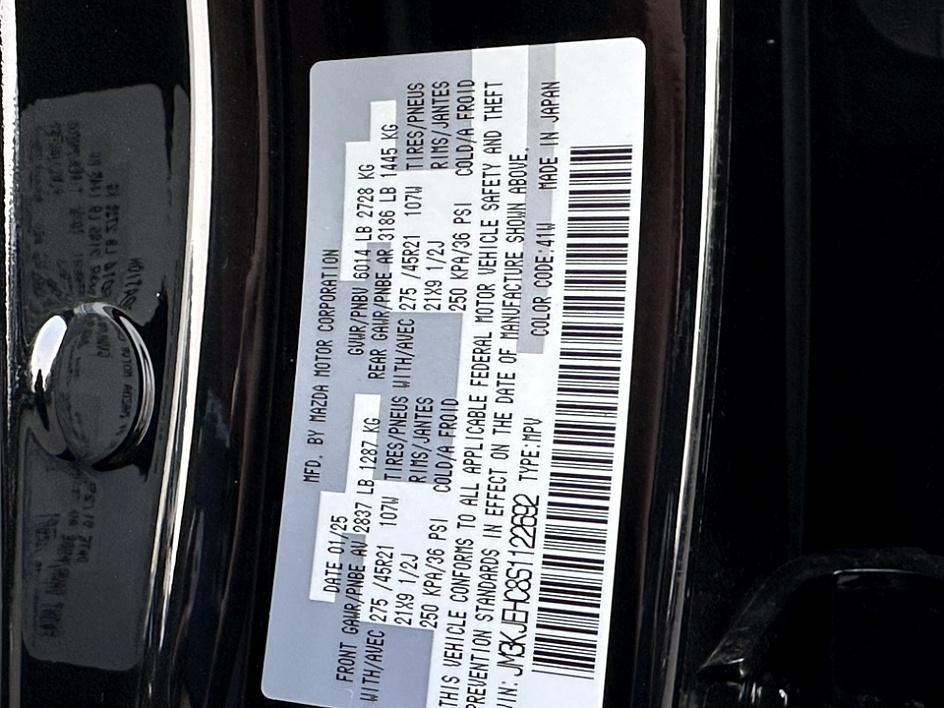 MFD. BY MAZDA MOTOR CORPORATION
DATE 01/25 GVWR/PNBV 6014 LB 2728 KG
FRONT GAWR/PNBE AV 2837 LB 1287 KG REAR GAWR/PNBE AR 3186 LB 1445 KG
WITH/AVEC 275 /45R21 107W TIRES/PNEUS WITH/AVEC 275 /45R21 107W TIRES/PNEUS
21X9 1/2J RIMS/JANTES 21X9 1/2J RIMS/JANTES
250 KPA/36 PSI COLD/A FROID 250 KPA/36 PSI COLD/A FROID
THIS VEHICLE CONFORMS TO ALL APPLICABLE FEDERAL MOTOR VEHICLE SAFETY AND THEFT
PREVENTION STANDARDS IN EFFECT ON THE DATE OF MANUFACTURE SHOWN ABOVE.
VIN: JM3KJEHC8S1122692 TYPE:MPV COLOR CODE:41W MADE IN JAPAN